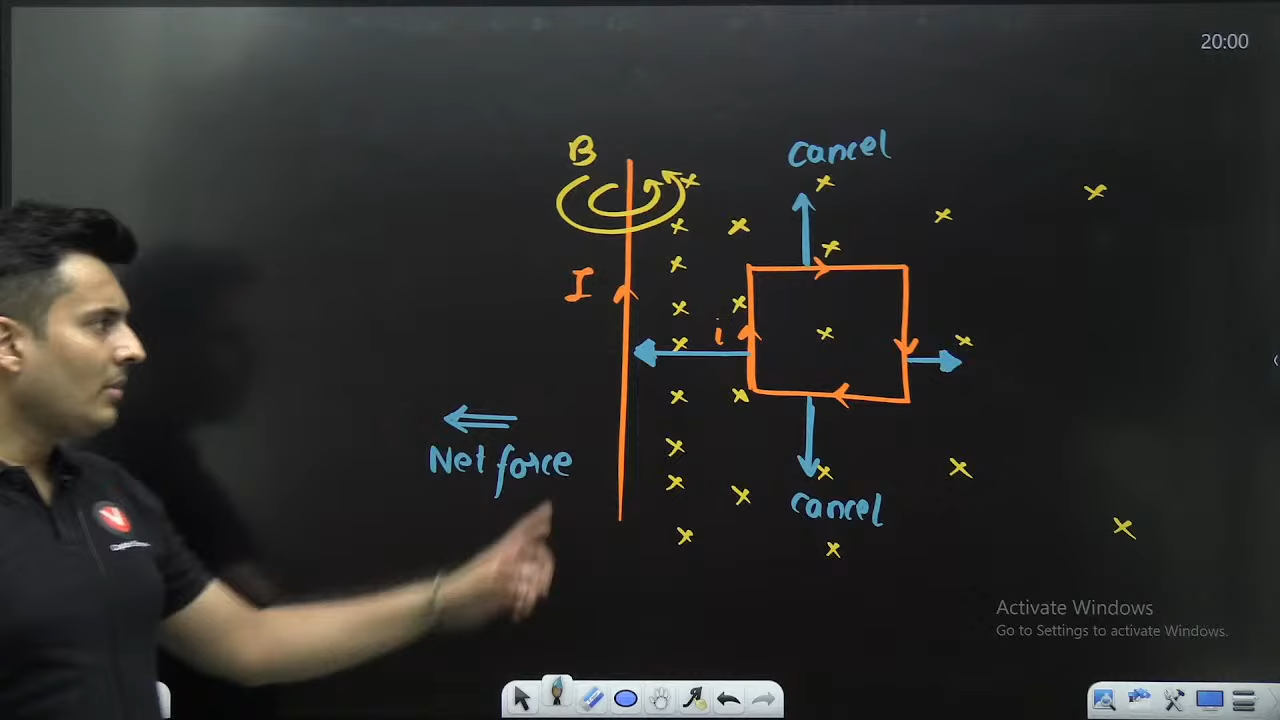 20:00
cancel
B
I
i
Net force
cancel
Activate Windows
Go to Settings to activate Windows.